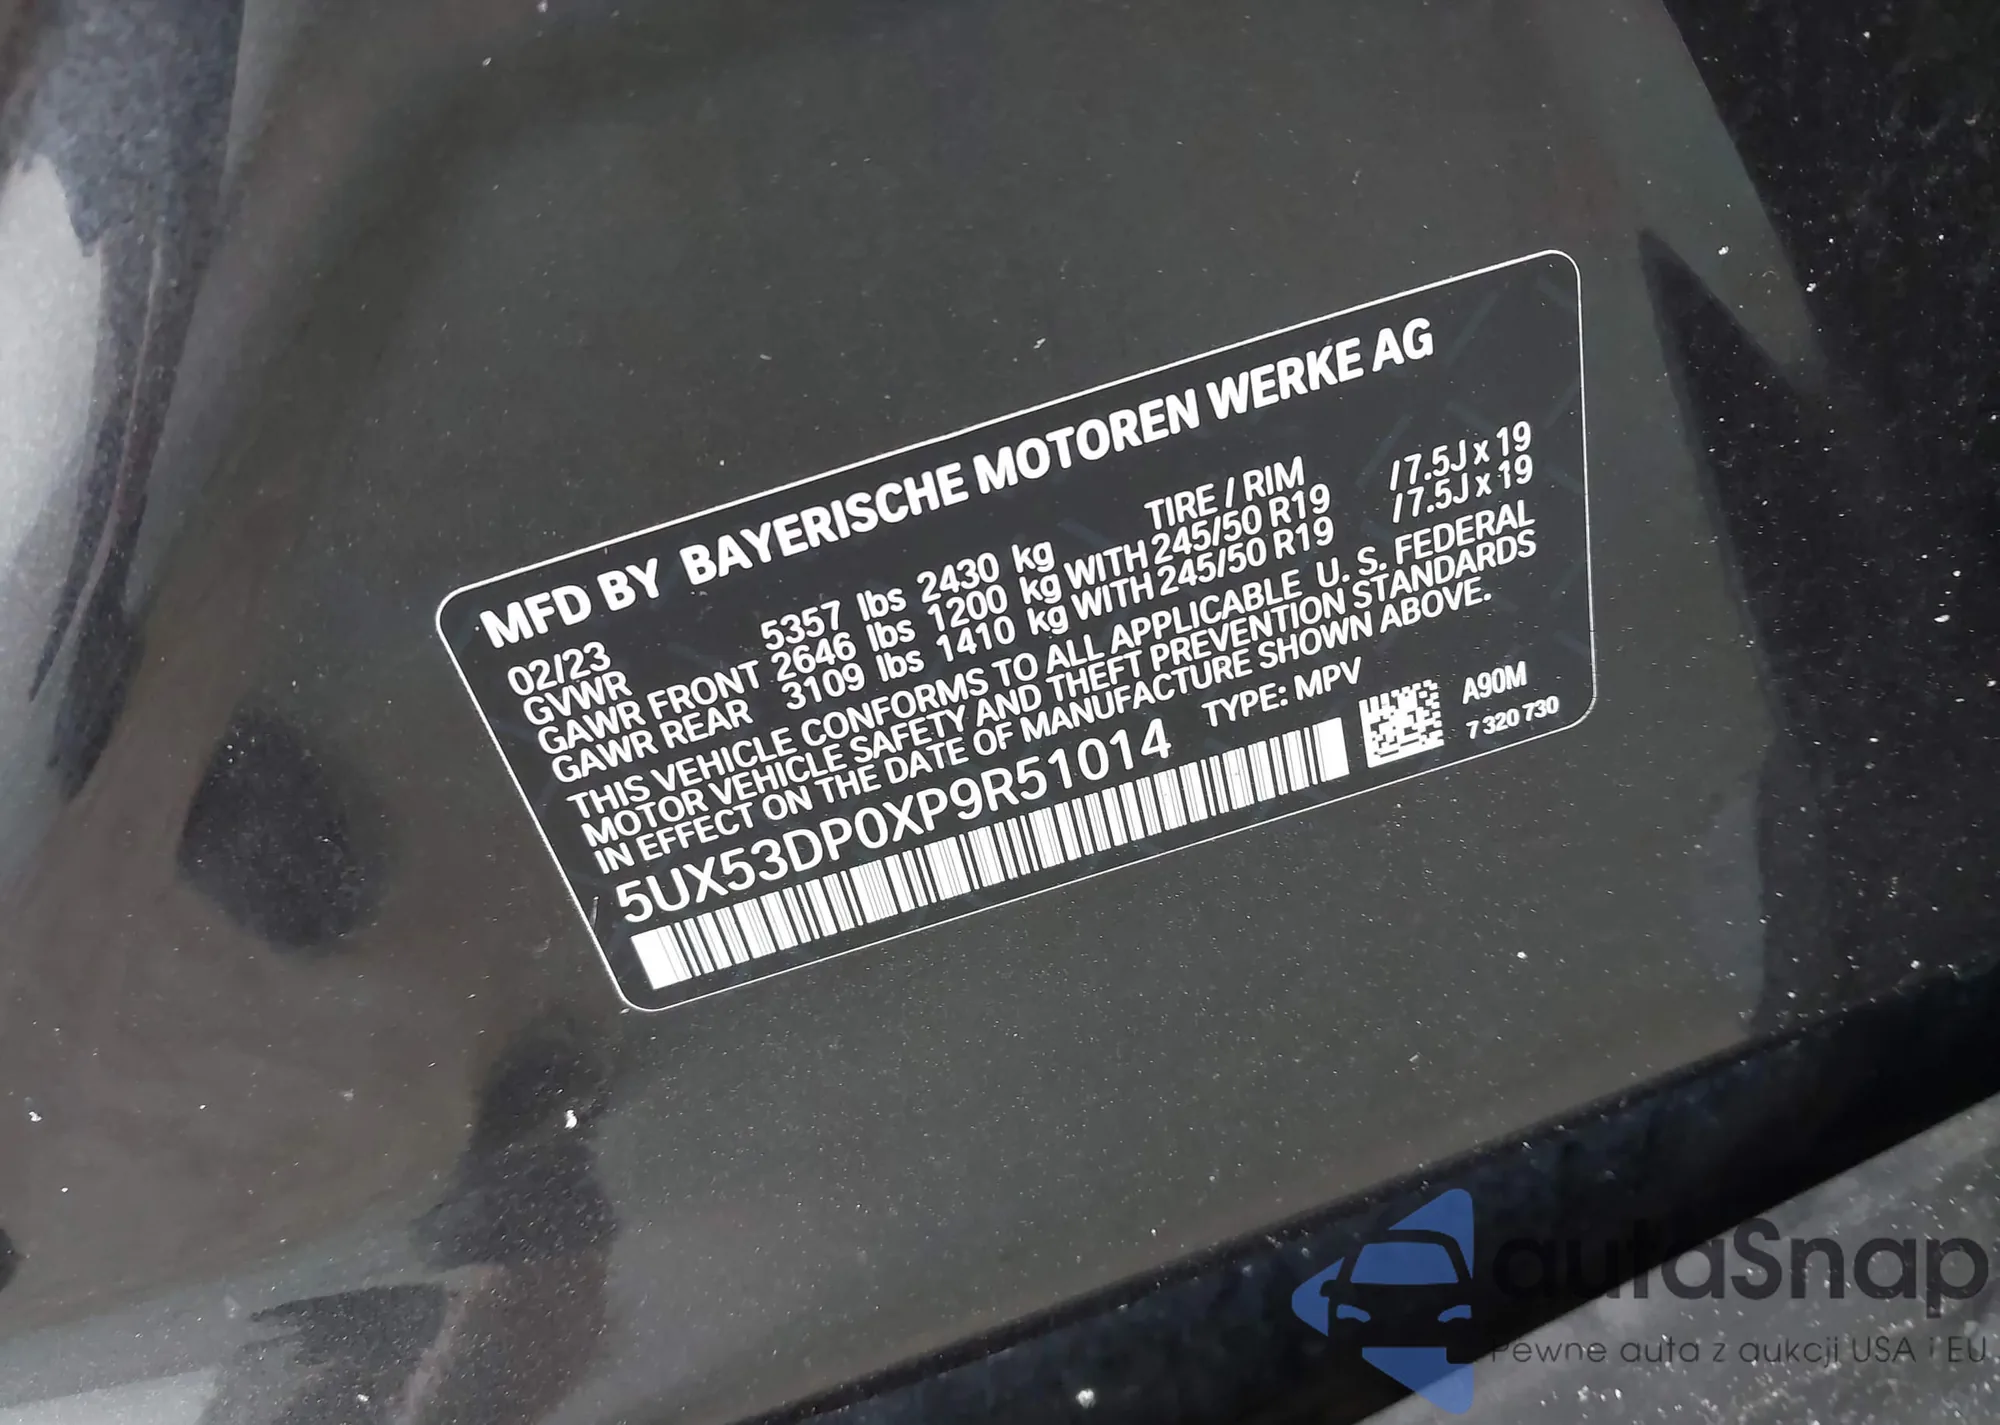 MFD BY BAYERISCHE MOTOREN WERKE AG
02/23 TIRE / RIM
GVWR 5357 lbs 2430 kg
GAWR FRONT 2646 lbs 1200 kg WITH 245/50 R19 /7.5J x 19
GAWR REAR 3109 lbs 1410 kg WITH 245/50 R19 /7.5J x 19
THIS VEHICLE CONFORMS TO ALL APPLICABLE U. S. FEDERAL
MOTOR VEHICLE SAFETY AND THEFT PREVENTION STANDARDS
IN EFFECT ON THE DATE OF MANUFACTURE SHOWN ABOVE.
5UX53DP0XP9R51014 TYPE: MPV
A90M
7 320 730
autaSnap
Pewne auta z aukcji USA i EU